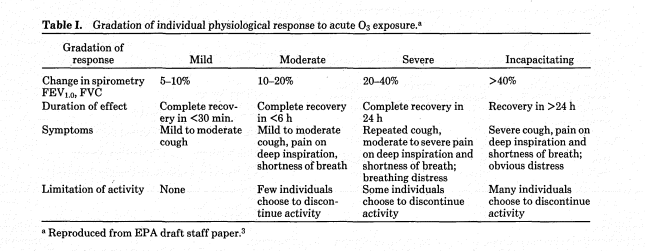 Table I. Gradation of individual physiological response to acute O₃ exposure.ᵃ
Gradation of
response Mild Moderate Severe Incapacitating
Change in spirometry 5–10% 10–20% 20–40% >40%
FEV₁.₀, FVC
Duration of effect Complete recov- Complete recovery Complete recovery in Recovery in >24 h
ery in <30 min. in <6 h 24 h
Symptoms Mild to moderate Mild to moderate Repeated cough, Severe cough, pain on
cough cough, pain on moderate to severe pain deep inspiration and
deep inspiration, on deep inspiration and shortness of breath;
shortness of breath shortness of breath; obvious distress
breathing distress
Limitation of activity None Few individuals Some individuals Many individuals
choose to discon- choose to discontinue choose to discontinue
tinue activity activity activity
ᵃ Reproduced from EPA draft staff paper.³